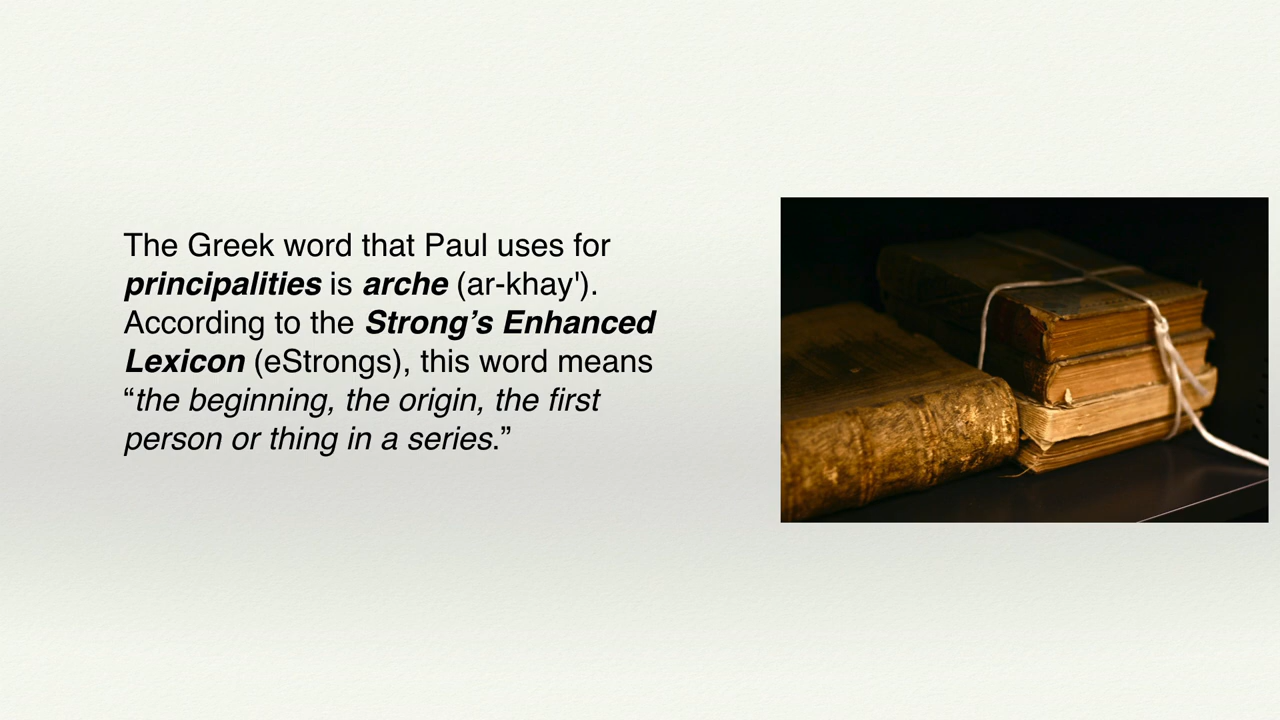 The Greek word that Paul uses for
principalities is arche (ar-khay').
According to the Strong’s Enhanced
Lexicon (eStrongs), this word means
“the beginning, the origin, the first
person or thing in a series.”